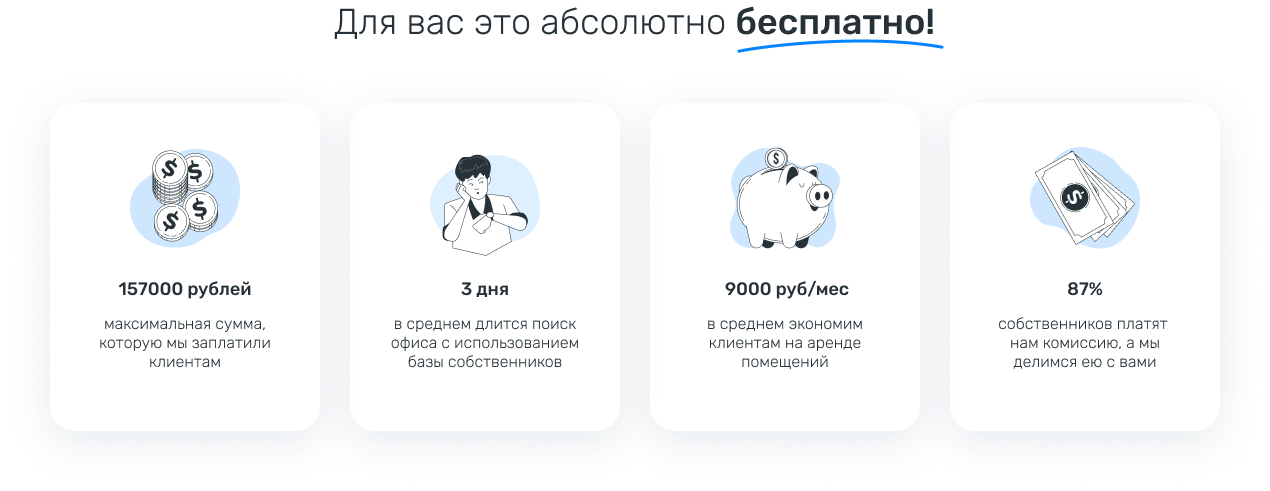 Для вас это абсолютно бесплатно!
157000 рублей
максимальная сумма,
которую мы заплатили
клиентам
3 дня
в среднем длится поиск
офиса с использованием
базы собственников
9000 руб/мес
в среднем экономим
клиентам на аренде
помещений
87%
собственников платят
нам комиссию, а мы
делимся ею с вами